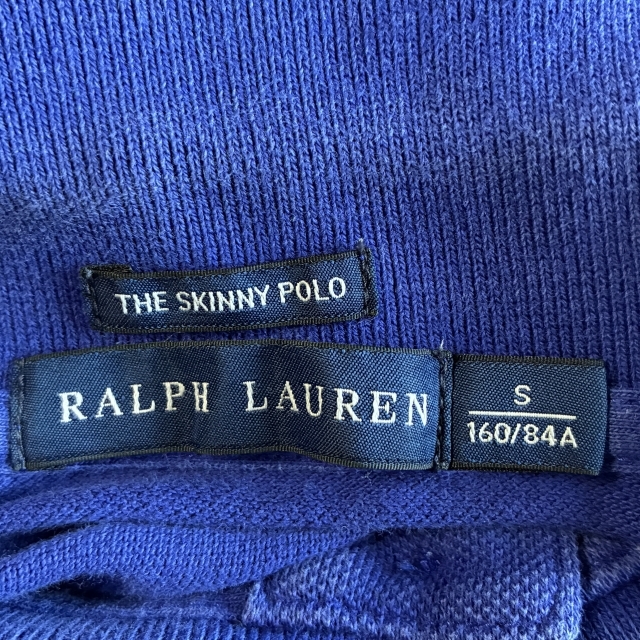 THE SKINNY POLO
RALPH LAUREN
S
160/84A